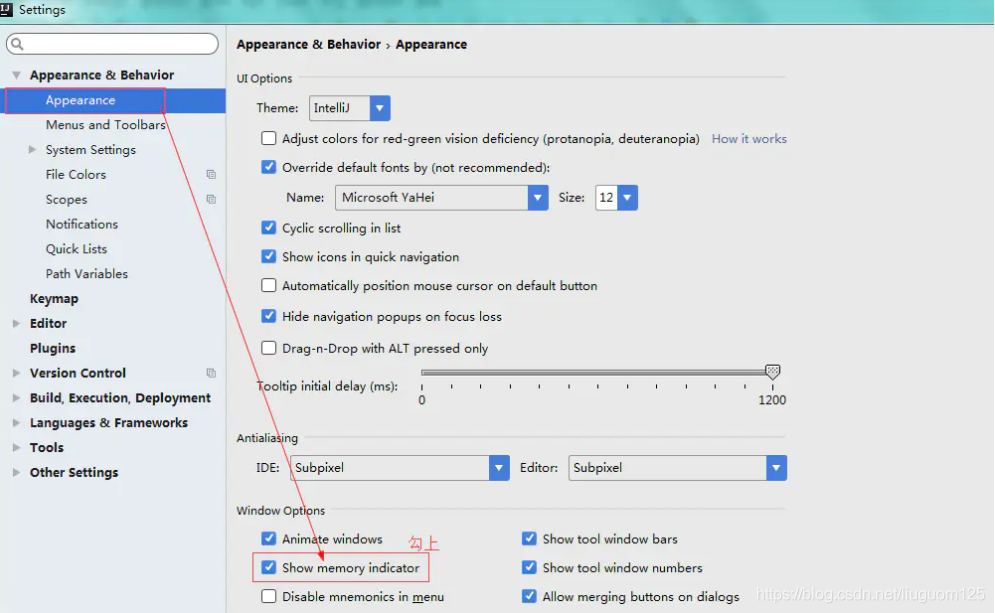 IJ Settings
Appearance & Behavior
Appearance
Menus and Toolbars
System Settings
File Colors
Scopes
Notifications
Quick Lists
Path Variables
Keymap
Editor
Plugins
Version Control
Build, Execution, Deployment
Languages & Frameworks
Tools
Other Settings
Appearance & Behavior › Appearance
UI Options
Theme: IntelliJ
Adjust colors for red-green vision deficiency (protanopia, deuteranopia) How it works
Override default fonts by (not recommended):
Name: Microsoft YaHei Size: 12
Cyclic scrolling in list
Show icons in quick navigation
Automatically position mouse cursor on default button
Hide navigation popups on focus loss
Drag-n-Drop with ALT pressed only
Tooltip initial delay (ms):
0 1200
Antialiasing
IDE: Subpixel Editor: Subpixel
Window Options
Animate windows 勾上 Show tool window bars
Show memory indicator Show tool window numbers
Disable mnemonics in menu Allow merging buttons on dialogs
https://blog.csdn.net/liuguom125